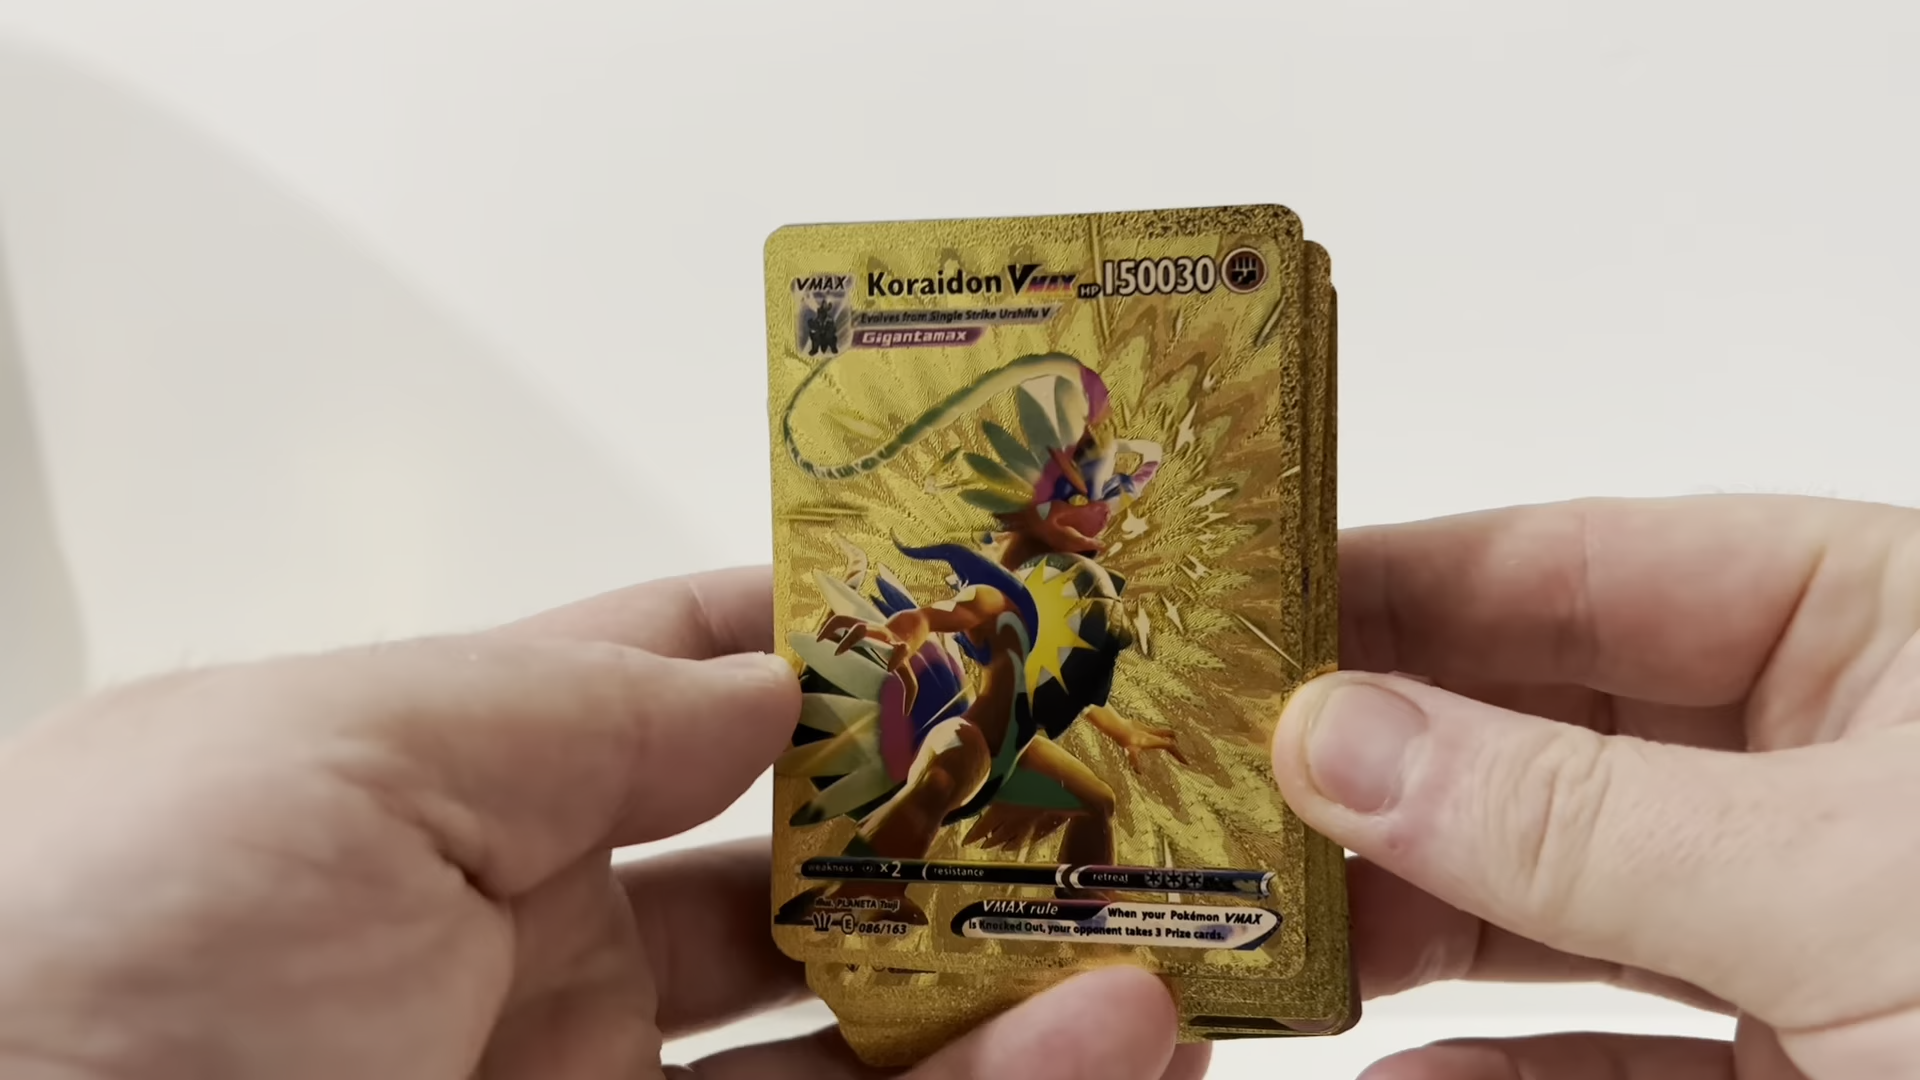 VMAX Koraidon VMAX HP 150030
Evolves from Single Strike Urshifu V
Gigantamax
weakness x2 resistance retreat
illus. PLANETA Tsuji
VMAX rule When your Pokémon VMAX
E 086/163
is Knocked Out, your opponent takes 3 Prize cards.